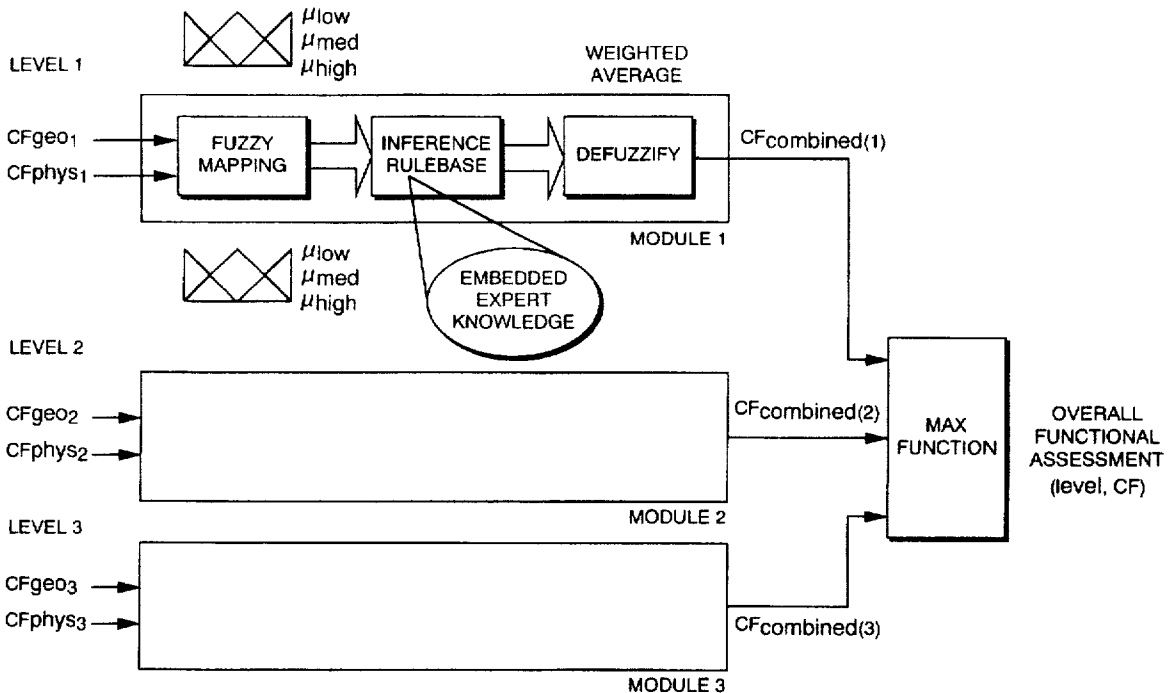 μlow
μmed
μhigh
LEVEL 1
WEIGHTED
AVERAGE
CFgeo1
CFphys1
FUZZY
MAPPING
INFERENCE
RULEBASE
DEFUZZIFY
CFcombined(1)
MODULE 1
μlow
μmed
μhigh
EMBEDDED
EXPERT
KNOWLEDGE
LEVEL 2
CFgeo2
CFphys2
CFcombined(2)
MODULE 2
MAX
FUNCTION
OVERALL
FUNCTIONAL
ASSESSMENT
(level, CF)
LEVEL 3
CFgeo3
CFphys3
CFcombined(3)
MODULE 3